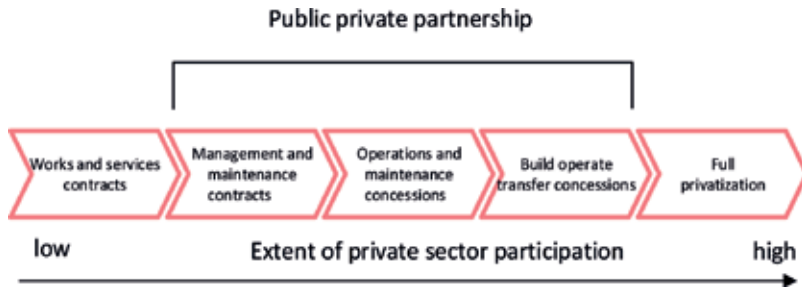 Public private partnership
Works and services
contracts
Management and
maintenance
contracts
Operations and
maintenance
concessions
Build operate
transfer concessions
Full
privatization
low
Extent of private sector participation
high